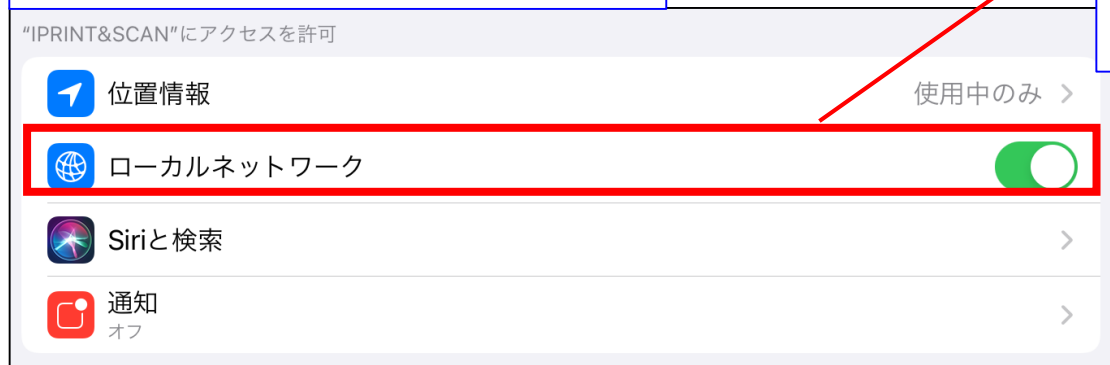 “IPRINT&SCAN”にアクセスを許可
位置情報 使用中のみ
ローカルネットワーク
Siriと検索
通知
オフ